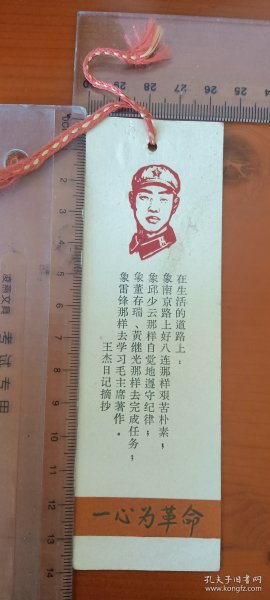 在生活的道路上：
象南京路上好八连那样艰苦朴素；
象邱少云那样自觉地遵守纪律；
象董存瑞、黄继光那样去完成任务；
象雷锋那样去学习毛主席著作。
王杰日记摘抄
一心为革命
孔夫子旧书网
www.kongfz.com